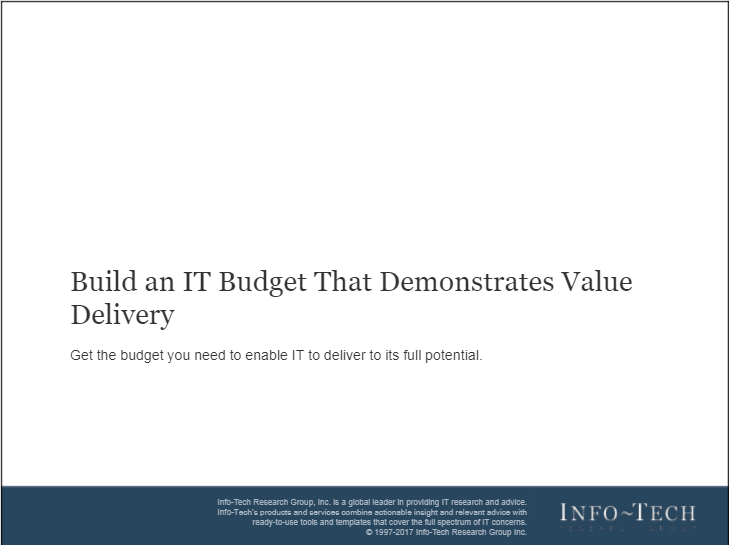 Build an IT Budget That Demonstrates Value
Delivery
Get the budget you need to enable IT to deliver to its full potential.
Info-Tech Research Group, Inc. Is a global leader in providing IT research and advice.
Info-Tech's products and services combine actionable insight and relevant advice with
ready-to-use tools and templates that cover the full spectrum of IT concerns.
© 1997-2017 Info-Tech Research Group Inc.
INFO~TECH
RESEARCH GROUP